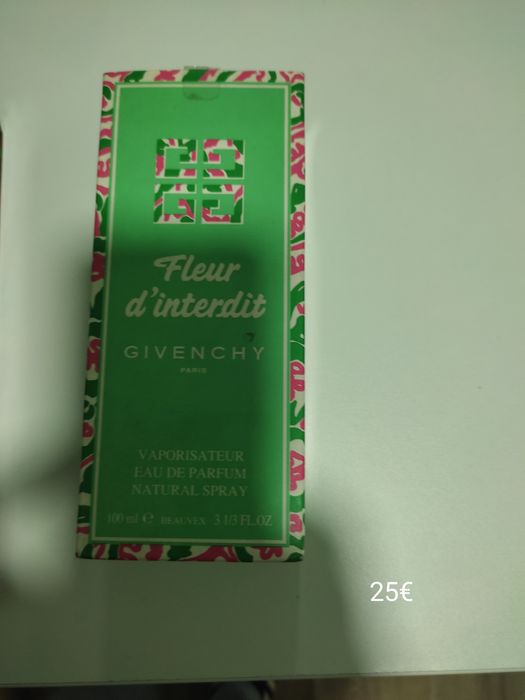 Fleur
d'interdit
GIVENCHY
PARIS
VAPORISATEUR
EAU DE PARFUM
NATURAL SPRAY
100 ml ℮ BEAUVEX 3 1/3 FL.OZ
25€